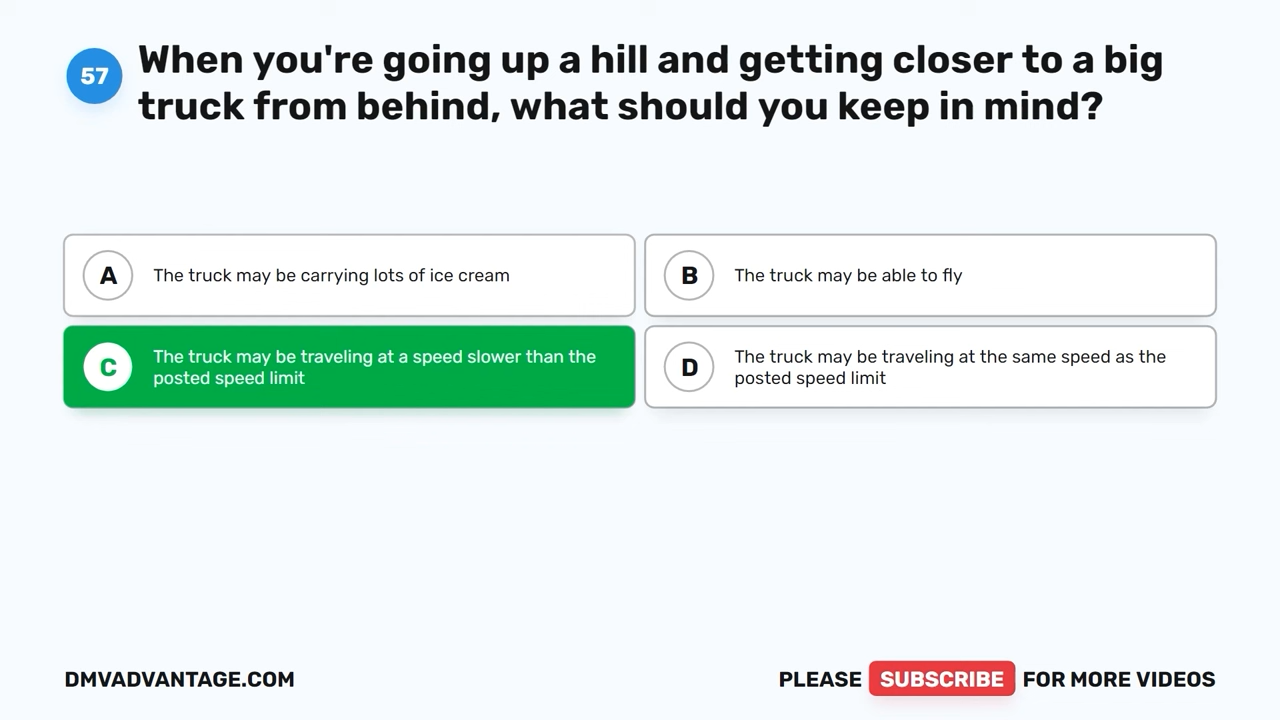 57
When you're going up a hill and getting closer to a big
truck from behind, what should you keep in mind?
A
The truck may be carrying lots of ice cream
B
The truck may be able to fly
C
The truck may be traveling at a speed slower than the
posted speed limit
D
The truck may be traveling at the same speed as the
posted speed limit
DMVADVANTAGE.COM
PLEASE SUBSCRIBE FOR MORE VIDEOS